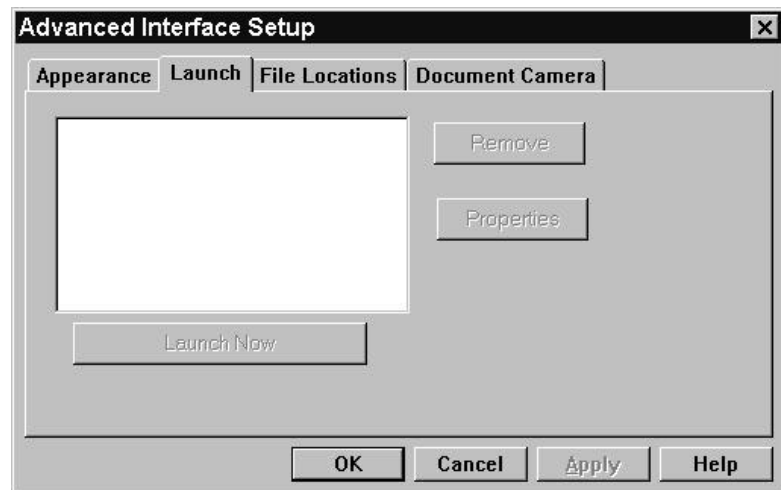 Advanced Interface Setup
Appearance Launch File Locations Document Camera
Remove
Properties
Launch Now
OK Cancel Apply Help